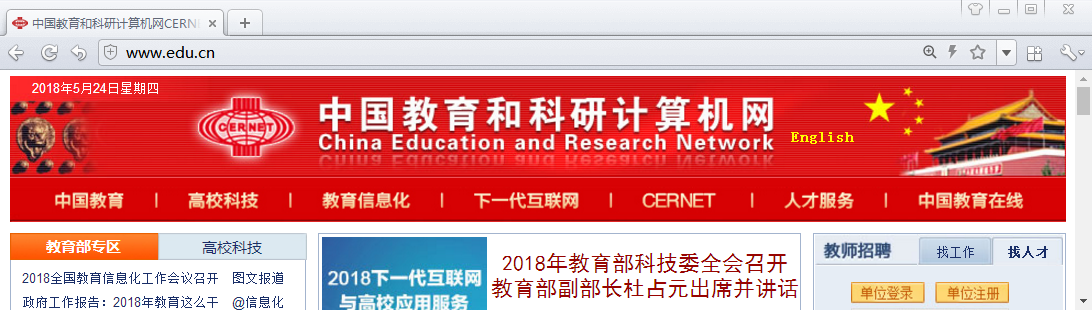 中国教育和科研计算机网CERNE
www.edu.cn
2018年5月24日星期四
CERNET
中国教育和科研计算机网
China Education and Research Network
English
中国教育 | 高校科技 | 教育信息化 | 下一代互联网 | CERNET | 人才服务 | 中国教育在线
教育部专区 高校科技
2018全国教育信息化工作会议召开 图文报道
政府工作报告：2018年教育这么干 @信息化
2018下一代互联网
与高校应用服务
2018年教育部科技委全会召开
教育部副部长杜占元出席并讲话
教师招聘 找工作 找人才
单位登录 单位注册